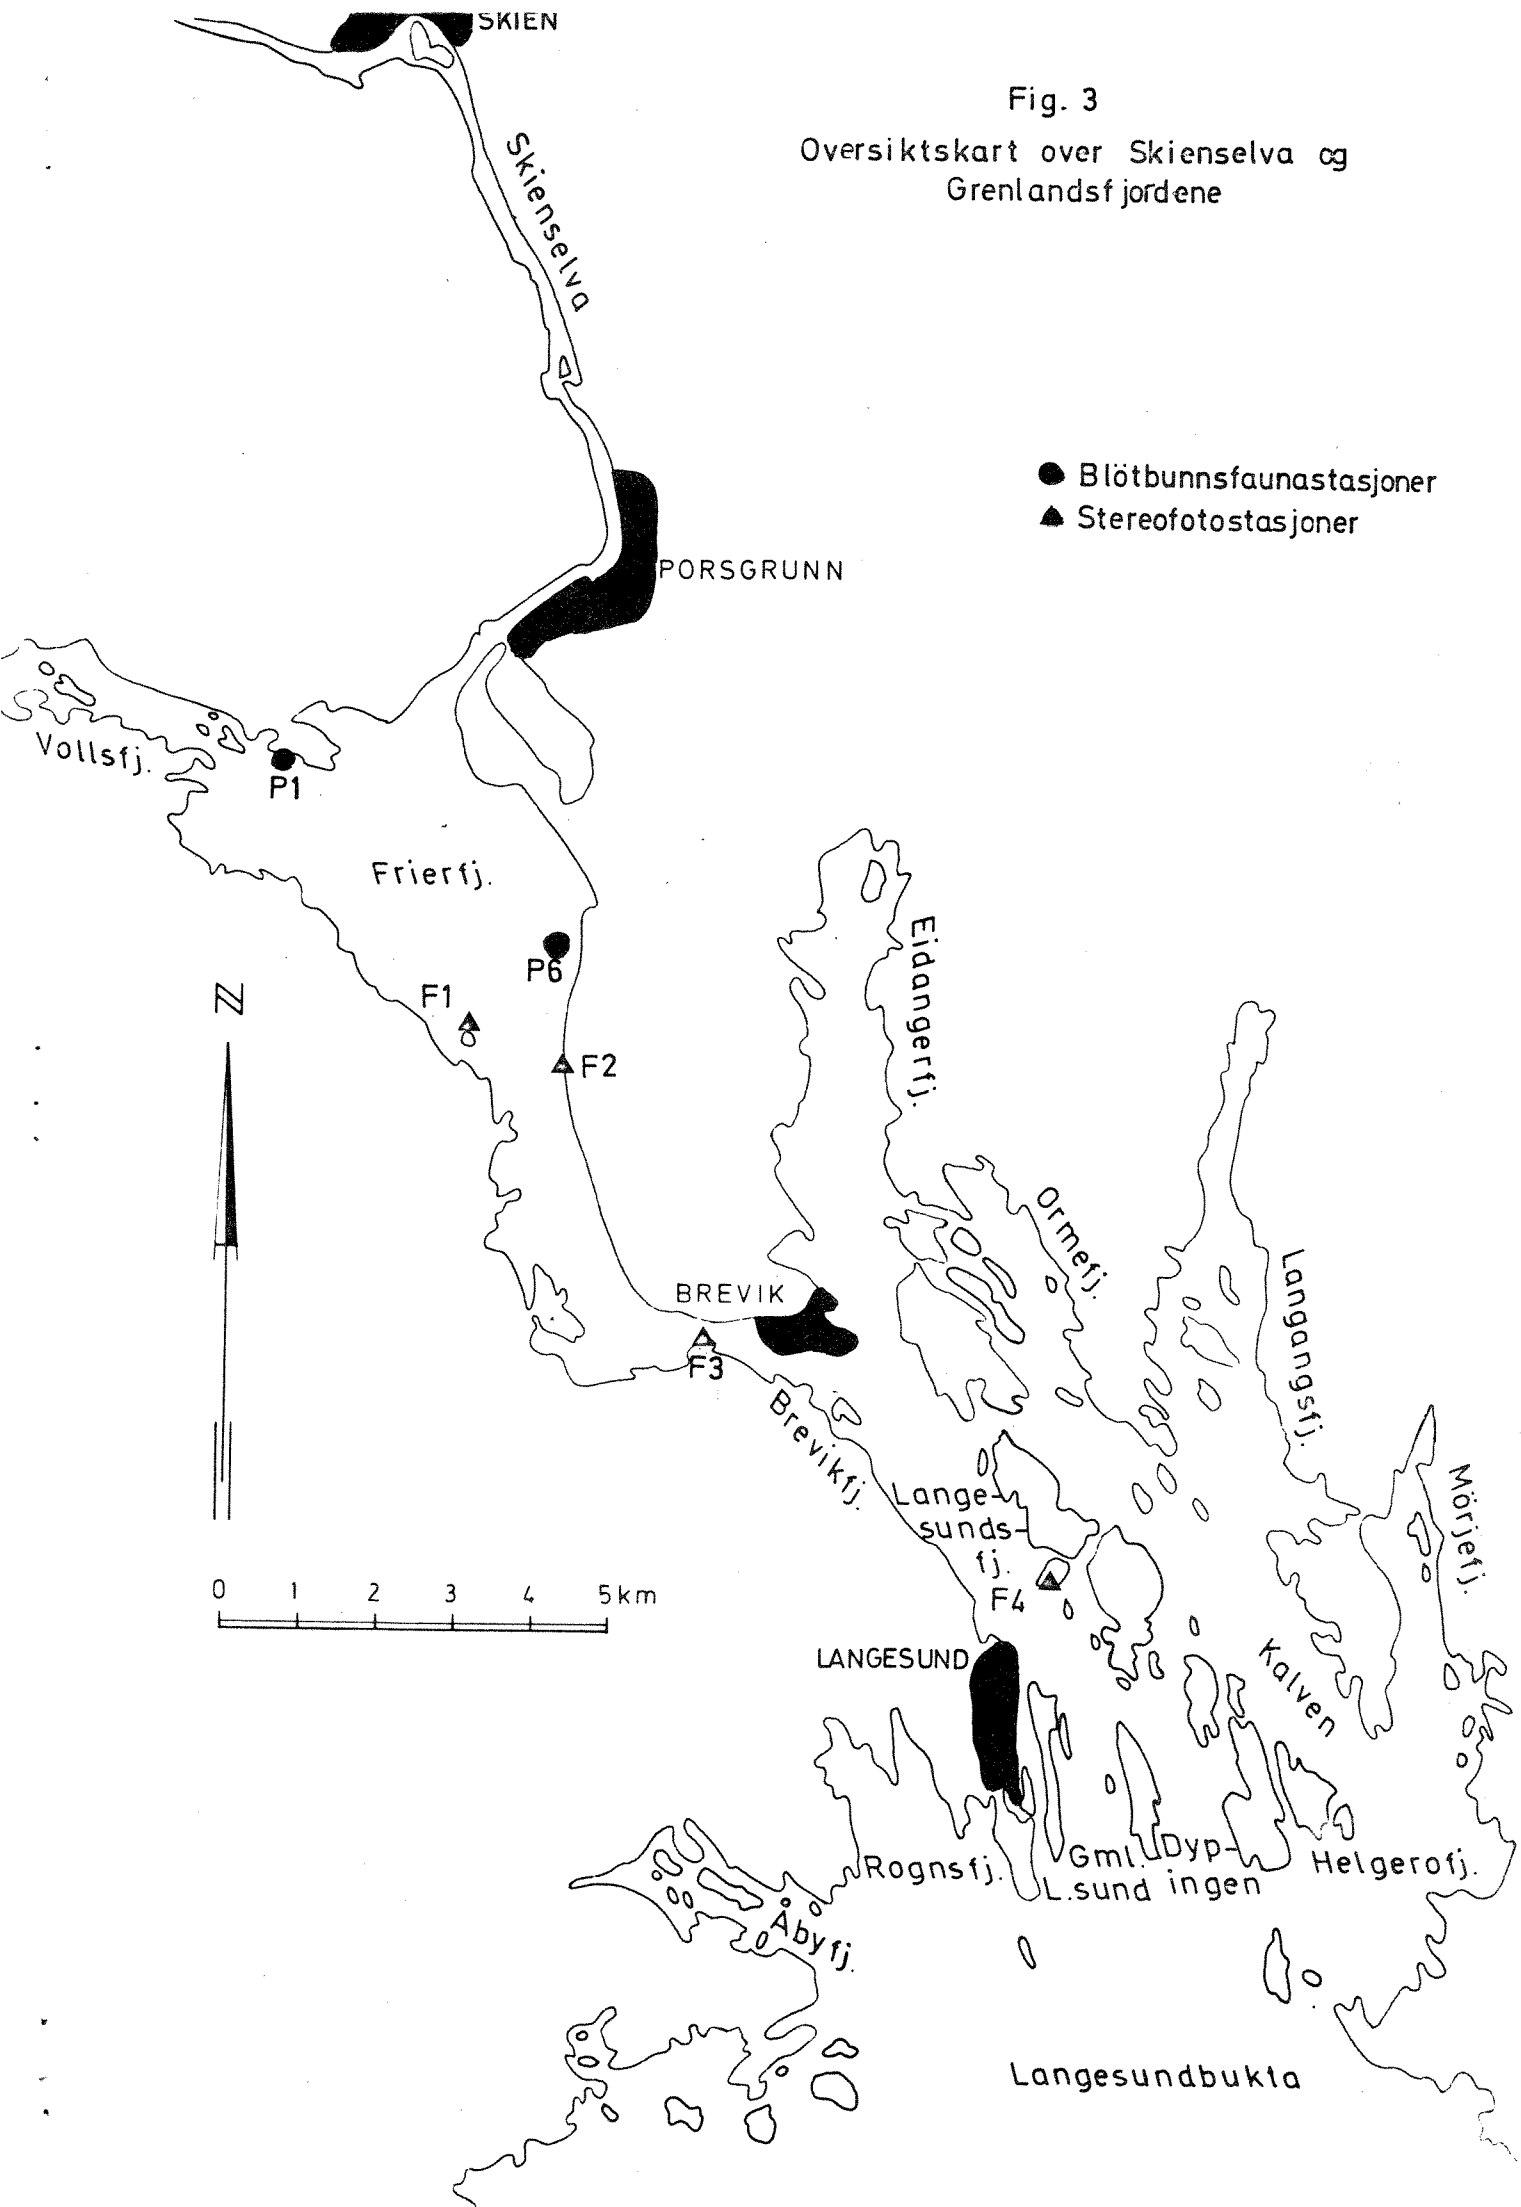 SKIEN
Fig. 3
Oversiktskart over Skienselva og
Grenlandsfjordene
Skienselva
Blötbunnsfaunastasjoner
Stereofotostasjoner
PORSGRUNN
Vollsfj.
P1
Frierfj.
Eidangerfj.
P6
N
F1
F2
Ormefj.
BREVIK
Langangsfj.
F3
Brevikfj.
Mörjefj.
Lange-
sunds-
fj.
F4
0 1 2 3 4 5 km
LANGESUND
Kalven
Rognsfj.
Gml.
L.sund
Dyp-
ingen
Helgerofj.
Åbyfj.
Langesundbukta